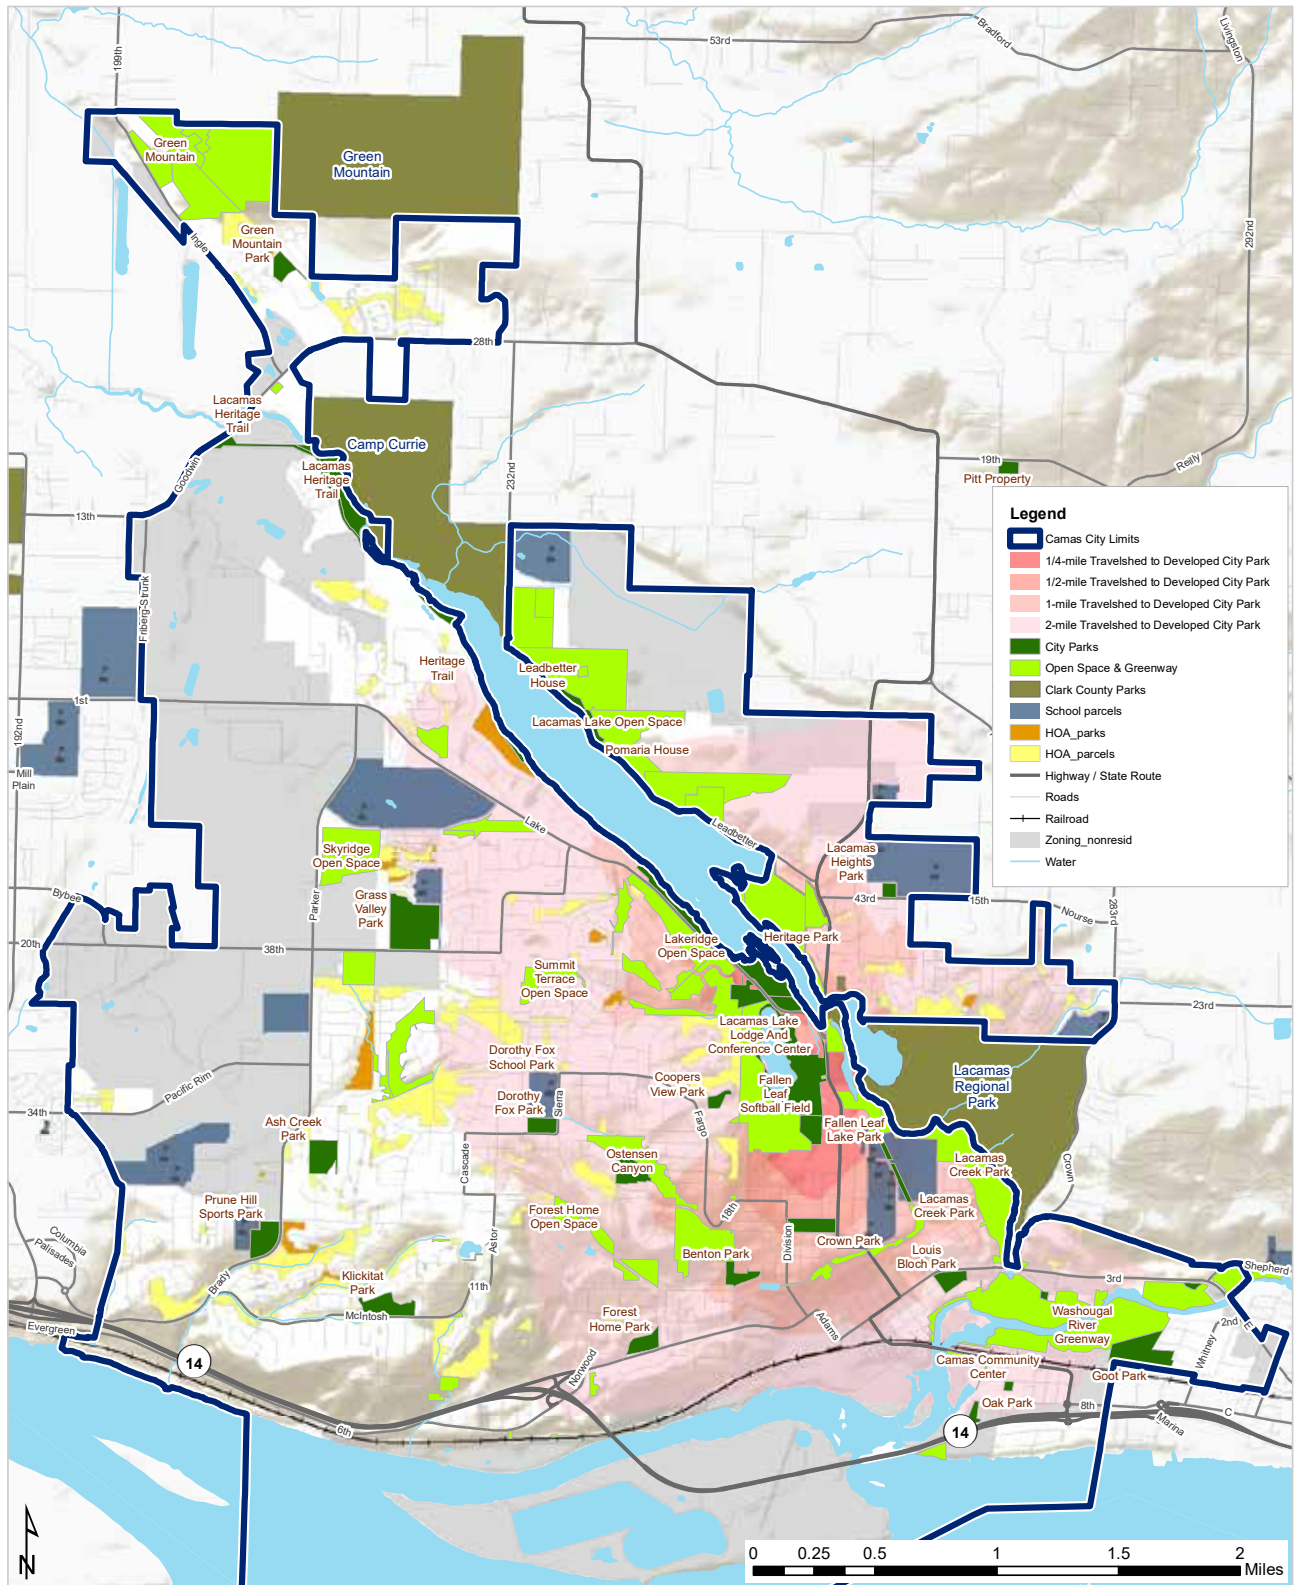 53rd
Bradford
Livingston
199th
Green
Mountain
Green
Mountain
292nd
Green
Mountain
Park
Ingle
28th
Lacamas
Heritage
Trail
Camp Currie
Lacamas
Heritage
Trail
Goodwin
232nd
19th
Reilly
Pitt Property
13th
Legend
Camas City Limits
1/4-mile Travelshed to Developed City Park
1/2-mile Travelshed to Developed City Park
1-mile Travelshed to Developed City Park
2-mile Travelshed to Developed City Park
City Parks
Open Space & Greenway
Clark County Parks
School parcels
HOA_parks
HOA_parcels
Highway / State Route
Roads
Railroad
Zoning_nonresid
Water
Friberg-Strunk
Heritage
Trail
Leadbetter
House
1st
192nd
Lacamas Lake Open Space
Pomaria House
Mill
Plain
Lake
Leadbetter
Skyridge
Open Space
Lacamas
Heights
Park
Bybee
Parker
Grass
Valley
Park
43rd
15th
Nourse
283rd
20th
38th
Lakeridge
Open Space
Heritage Park
Summit
Terrace
Open Space
23rd
Lacamas Lake
Lodge And
Conference Center
Dorothy Fox
School Park
Pacific Rim
Coopers
View Park
Fallen
Leaf
Softball Field
Lacamas
Regional
Park
34th
Dorothy
Fox Park
Sierra
Ash Creek
Park
Fargo
Fallen Leaf
Lake Park
Cascade
Ostensen
Canyon
Lacamas
Creek Park
Crown
Prune Hill
Sports Park
Lacamas
Creek Park
Forest Home
Open Space
18th
Columbia
Palisades
Astor
Division
Crown Park
Benton Park
Louis
Bloch Park
Shepherd
Brady
Klickitat
Park
11th
3rd
McIntosh
Forest
Home Park
Adams
Washougal
River
Greenway
2nd
E
Evergreen
Whitney
14
Norwood
Camas Community
Center
Goot Park
Oak Park
8th
C
Marina
6th
14
N
0 0.25 0.5 1 1.5 2
Miles